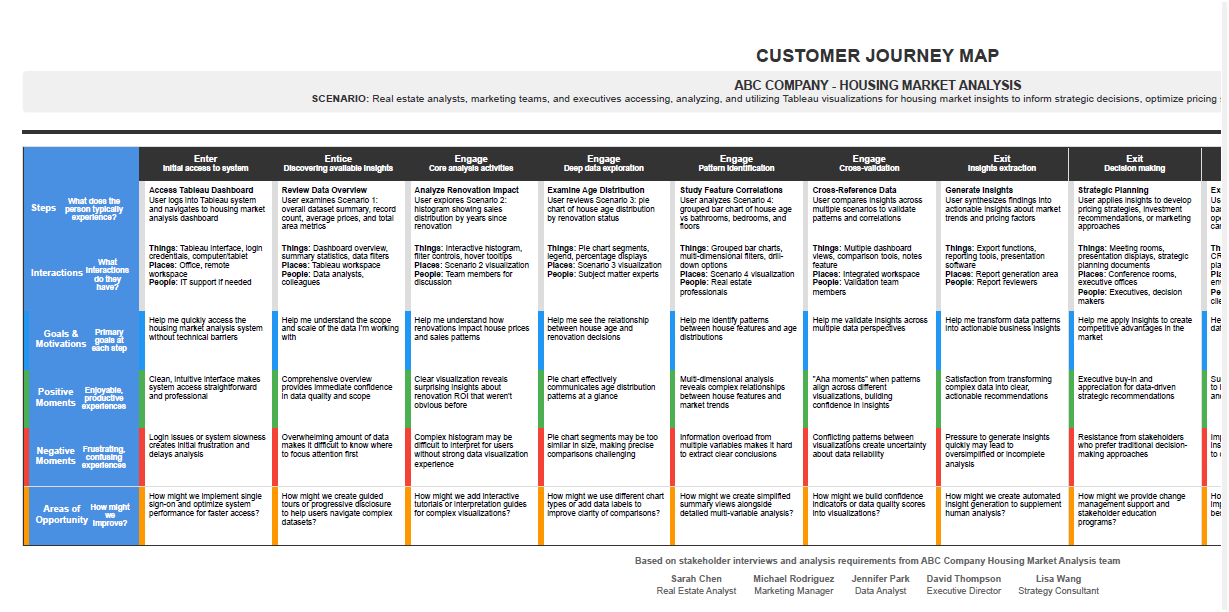 CUSTOMER JOURNEY MAP
ABC COMPANY - HOUSING MARKET ANALYSIS
SCENARIO: Real estate analysts, marketing teams, and executives accessing, analyzing, and utilizing Tableau visualizations for housing market insights to inform strategic decisions, optimize pricing
Enter
Initial access to system
Entice
Discovering available insights
Engage
Core analysis activities
Engage
Deep data exploration
Engage
Pattern identification
Engage
Cross-validation
Exit
Insights extraction
Exit
Decision making
Steps
What does the
person typically
experience?
Access Tableau Dashboard
User logs into Tableau system
and navigates to housing market
analysis dashboard
Review Data Overview
User examines Scenario 1:
overall dataset summary, record
count, average prices, and total
area metrics
Analyze Renovation Impact
User explores Scenario 2:
histogram showing sales
distribution by years since
renovation
Examine Age Distribution
User reviews Scenario 3: pie
chart of house age distribution
by renovation status
Study Feature Correlations
User analyzes Scenario 4:
grouped bar chart of house age
vs bathrooms, bedrooms, and
floors
Cross-Reference Data
User compares insights across
multiple scenarios to validate
patterns and correlations
Generate Insights
User synthesizes findings into
actionable insights about market
trends and pricing factors
Strategic Planning
User applies insights to develop
pricing strategies, investment
recommendations, or marketing
approaches
Interactions
What
interactions
do they
have?
Things: Tableau interface, login
credentials, computer/tablet
Places: Office, remote
workspace
People: IT support if needed
Things: Dashboard overview,
summary statistics, data filters
Places: Tableau workspace
People: Data analysts,
colleagues
Things: Interactive histogram,
filter controls, hover tooltips
Places: Scenario 2 visualization
People: Team members for
discussion
Things: Pie chart segments,
legend, percentage displays
Places: Scenario 3 visualization
People: Subject matter experts
Things: Grouped bar charts,
multi-dimensional filters, drill-
down options
Places: Scenario 4 visualization
People: Real estate
professionals
Things: Multiple dashboard
views, comparison tools, notes
feature
Places: Integrated workspace
People: Validation team
members
Things: Export functions,
reporting tools, presentation
software
Places: Report generation area
People: Report reviewers
Things: Meeting rooms,
presentation displays, strategic
planning documents
Places: Conference rooms,
executive offices
People: Executives, decision
makers
Goals &
Motivations
Primary
goals at
each step
Help me quickly access the
housing market analysis system
without technical barriers
Help me understand the scope
and scale of the data I'm working
with
Help me understand how
renovations impact house prices
and sales patterns
Help me see the relationship
between house age and
renovation decisions
Help me identify patterns
between house features and age
distributions
Help me validate insights across
multiple data perspectives
Help me transform data patterns
into actionable business insights
Help me apply insights to create
competitive advantages in the
market
Positive
Moments
Enjoyable,
productive
experiences
Clean, intuitive interface makes
system access straightforward
and professional
Comprehensive overview
provides immediate confidence
in data quality and scope
Clear visualization reveals
surprising insights about
renovation ROI that weren't
obvious before
Pie chart effectively
communicates age distribution
patterns at a glance
Multi-dimensional analysis
reveals complex relationships
between house features and
market trends
"Aha moments" when patterns
align across different
visualizations, building
confidence in insights
Satisfaction from transforming
complex data into clear,
actionable recommendations
Executive buy-in and
appreciation for data-driven
strategic recommendations
Negative
Moments
Frustrating,
confusing
experiences
Login issues or system slowness
creates initial frustration and
delays analysis
Overwhelming amount of data
makes it difficult to know where
to focus attention first
Complex histogram may be
difficult to interpret for users
without strong data visualization
experience
Pie chart segments may be too
similar in size, making precise
comparisons challenging
Information overload from
multiple variables makes it hard
to extract clear conclusions
Conflicting patterns between
visualizations create uncertainty
about data reliability
Pressure to generate insights
quickly may lead to
oversimplified or incomplete
analysis
Resistance from stakeholders
who prefer traditional decision-
making approaches
Areas of
Opportunity
How might
we
improve?
How might we implement single
sign-on and optimize system
performance for faster access?
How might we create guided
tours or progressive disclosure
to help users navigate complex
datasets?
How might we add interactive
tutorials or interpretation guides
for complex visualizations?
How might we use different chart
types or add data labels to
improve clarity of comparisons?
How might we create simplified
summary views alongside
detailed multi-variable analysis?
How might we build confidence
indicators or data quality scores
into visualizations?
How might we create automated
insight generation to supplement
human analysis?
How might we provide change
management support and
stakeholder education
programs?
Based on stakeholder interviews and analysis requirements from ABC Company Housing Market Analysis team
Sarah Chen
Real Estate Analyst
Michael Rodriguez
Marketing Manager
Jennifer Park
Data Analyst
David Thompson
Executive Director
Lisa Wang
Strategy Consultant